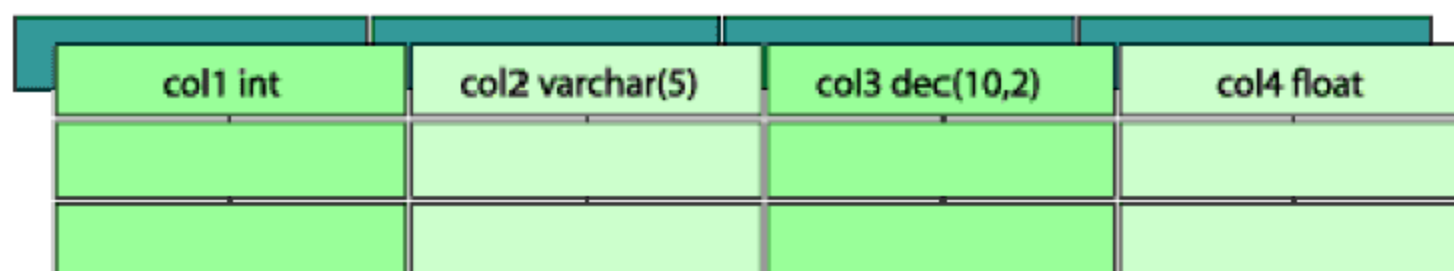 col1 int
col2 varchar(5)
col3 dec(10,2)
col4 float